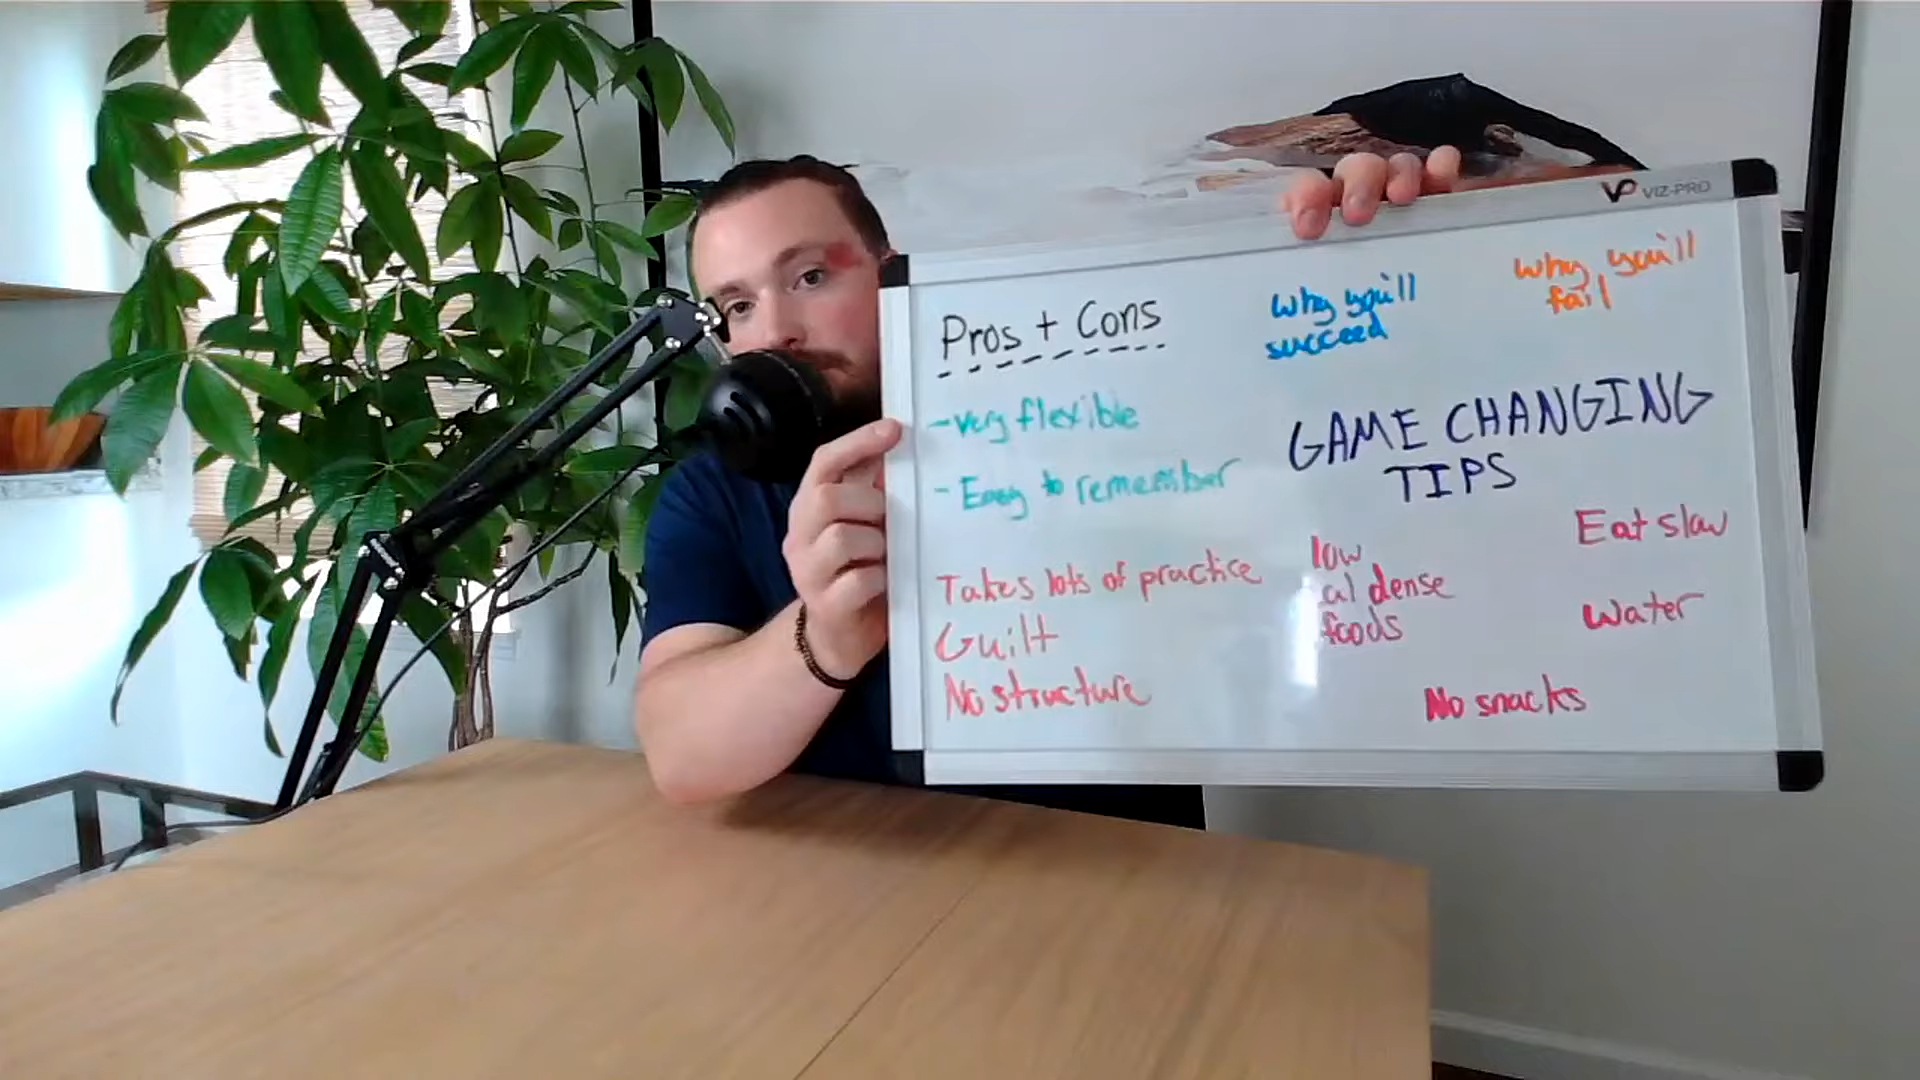 VP VIZ-PRO
Pros + Cons
- very flexible
- Easy to remember
Takes lots of practice
Guilt
No structure
why you'll
succeed
why you'll
fail
GAME CHANGING
TIPS
low
cal dense
foods
Eat slow
water
No snacks